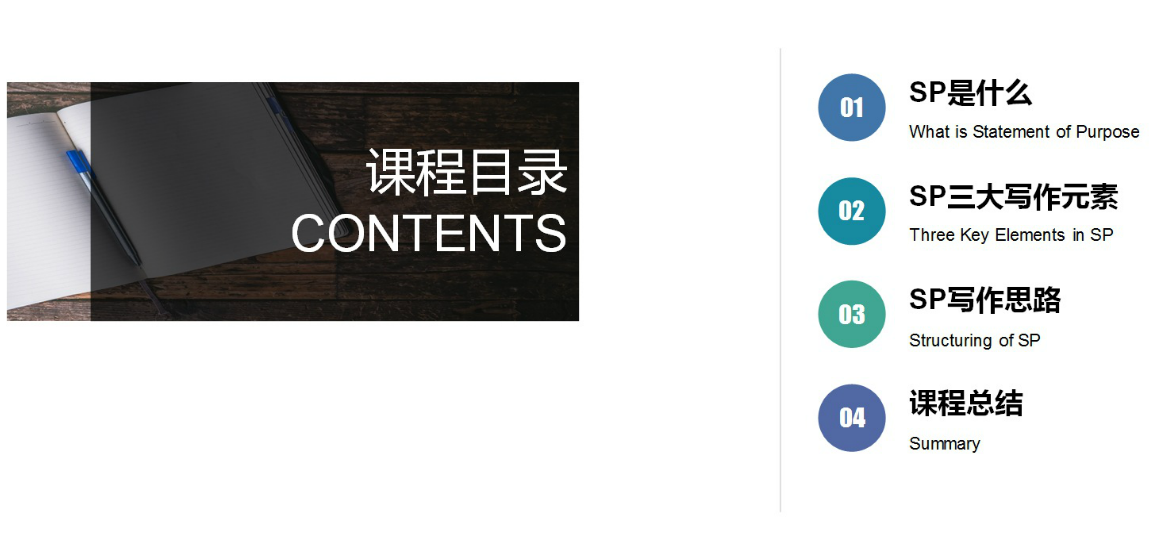 课程目录
CONTENTS
01
SP是什么
What is Statement of Purpose
02
SP三大写作元素
Three Key Elements in SP
03
SP写作思路
Structuring of SP
04
课程总结
Summary